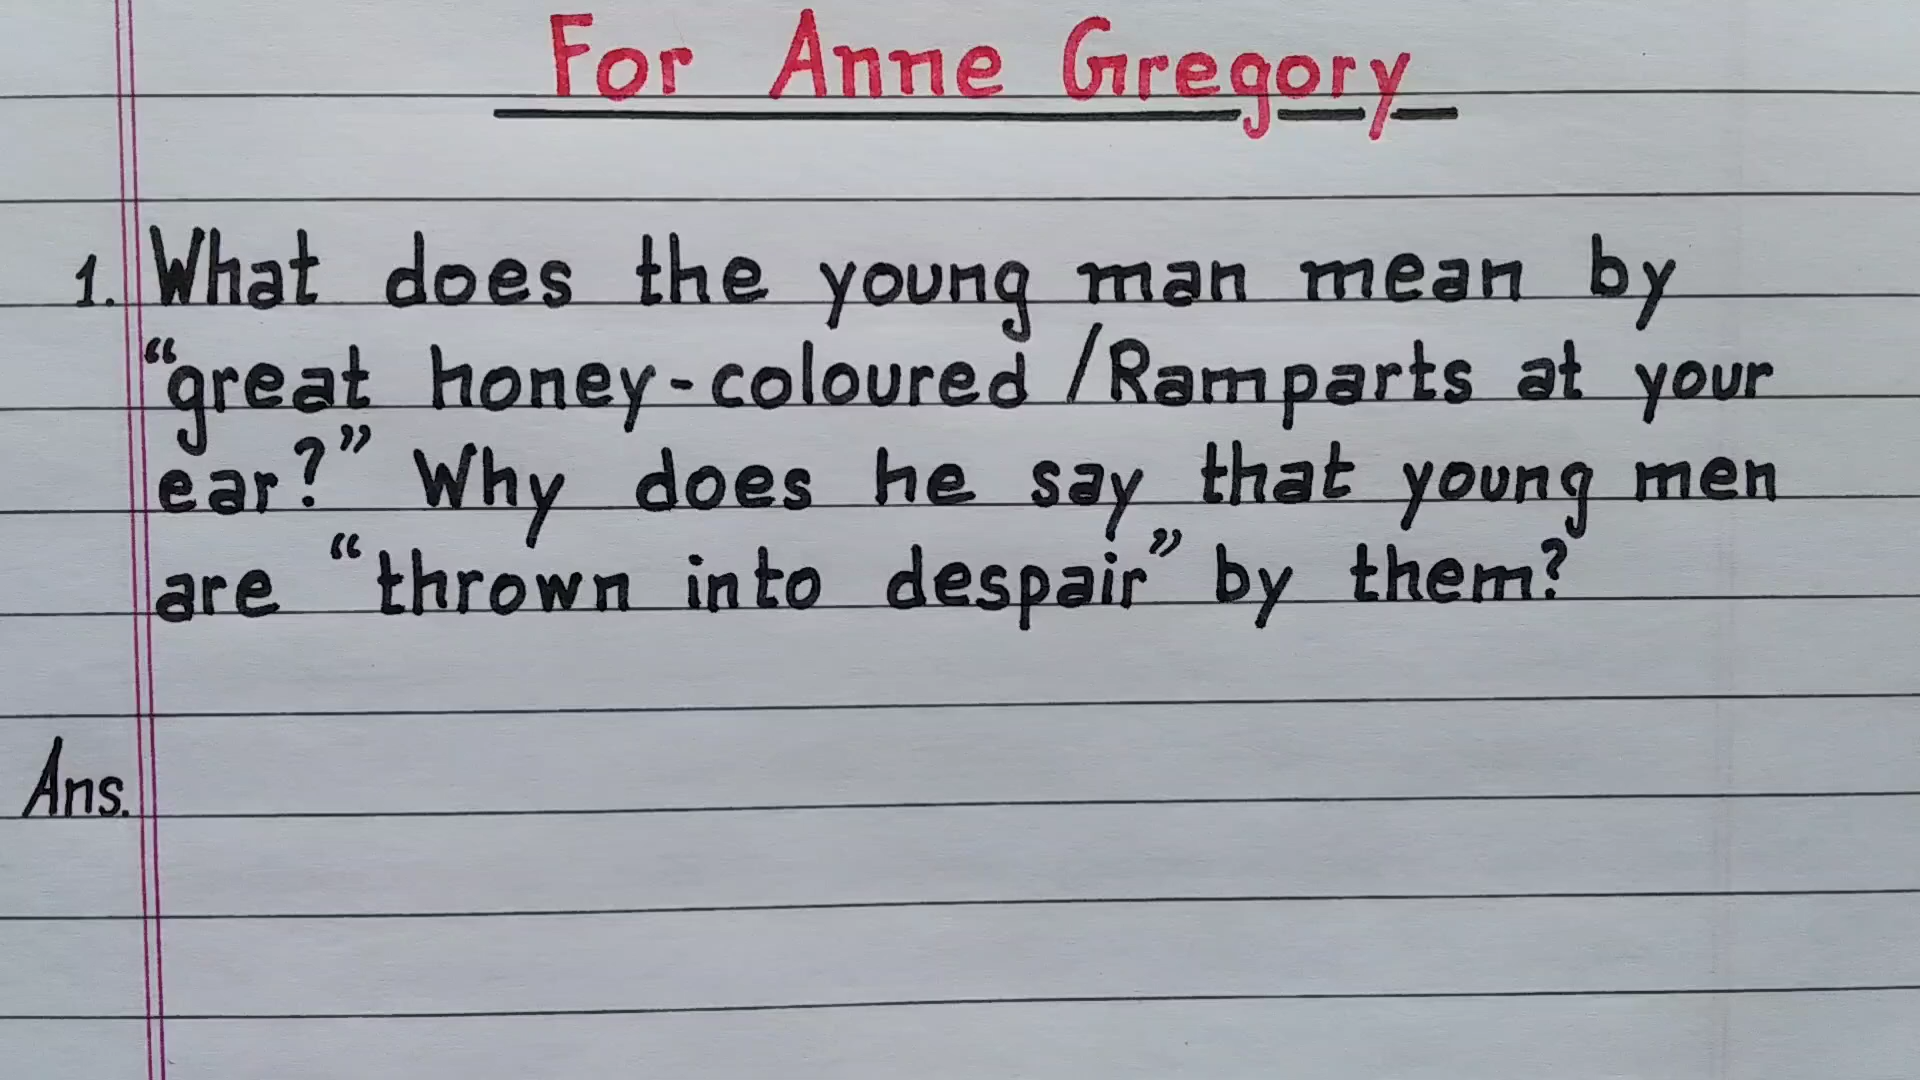 For Anne Gregory
1. What does the young man mean by
“great honey-coloured /Ramparts at your
ear?” Why does he say that young men
are “thrown into despair” by them?
Ans.